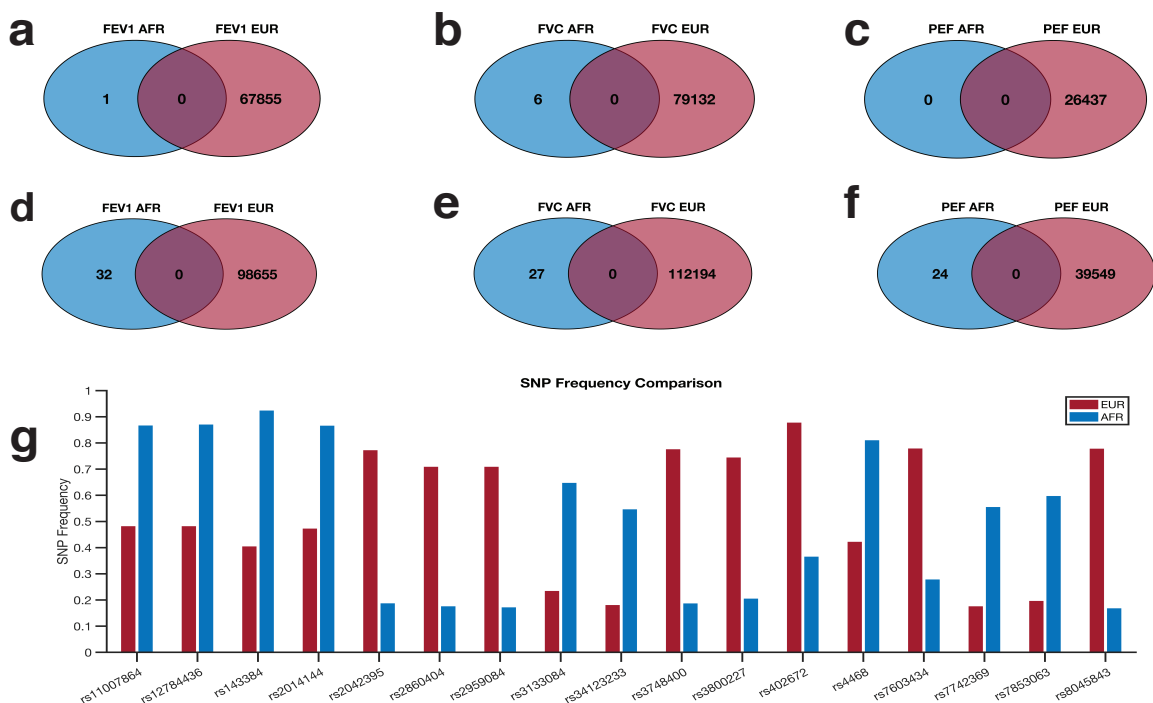 a
FEV1 AFR
FEV1 EUR
1
0
67855
b
FVC AFR
FVC EUR
6
0
79132
c
PEF AFR
PEF EUR
0
0
26437
d
FEV1 AFR
FEV1 EUR
32
0
98655
e
FVC AFR
FVC EUR
27
0
112194
f
PEF AFR
PEF EUR
24
0
39549
g
SNP Frequency Comparison
EUR
AFR
SNP Frequency
1
0.9
0.8
0.7
0.6
0.5
0.4
0.3
0.2
0.1
0
rs11007864
rs12784436
rs143384
rs2014144
rs2042395
rs2860404
rs2959084
rs3133084
rs34123233
rs3748400
rs3800227
rs402672
rs4468
rs7603434
rs7742369
rs7853063
rs8045843